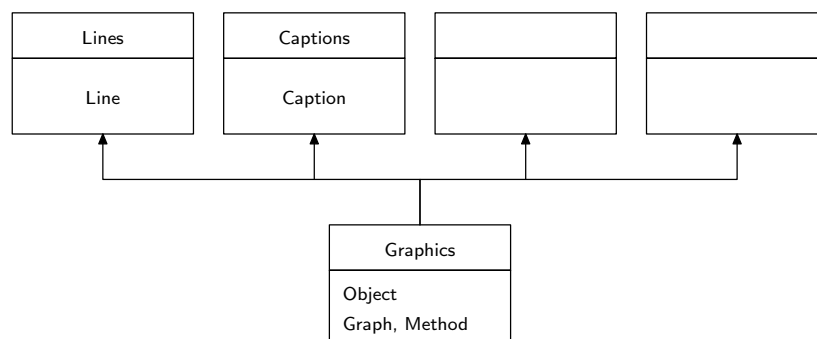 Lines
Captions
Line
Caption
Graphics
Object
Graph, Method